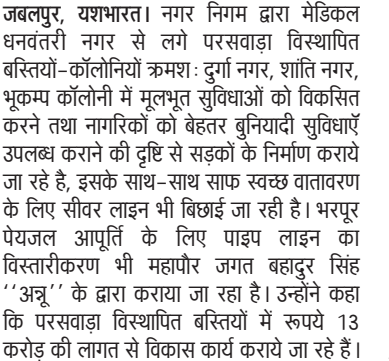 जबलपुर, यशभारत। नगर निगम द्वारा मेडिकल
धनवंतरी नगर से लगे परसवाड़ा विस्थापित
बस्तियों-कॉलोनियों क्रमश: दुर्गा नगर, शांति नगर,
भूकम्प कॉलोनी में मूलभूत सुविधाओं को विकसित
करने तथा नागरिकों को बेहतर बुनियादी सुविधाएँ
उपलब्ध कराने की दृष्टि से सड़कों के निर्माण कराये
जा रहे है, इसके साथ-साथ साफ स्वच्छ वातावरण
के लिए सीवर लाइन भी बिछाई जा रही है। भरपूर
पेयजल आपूर्ति के लिए पाइप लाइन का
विस्तारीकरण भी महापौर जगत बहादुर सिंह
‘‘अन्नू’’ के द्वारा कराया जा रहा है। उन्होंने कहा
कि परसवाड़ा विस्थापित बस्तियों में रूपये 13
करोड़ की लागत से विकास कार्य कराये जा रहे हैं।